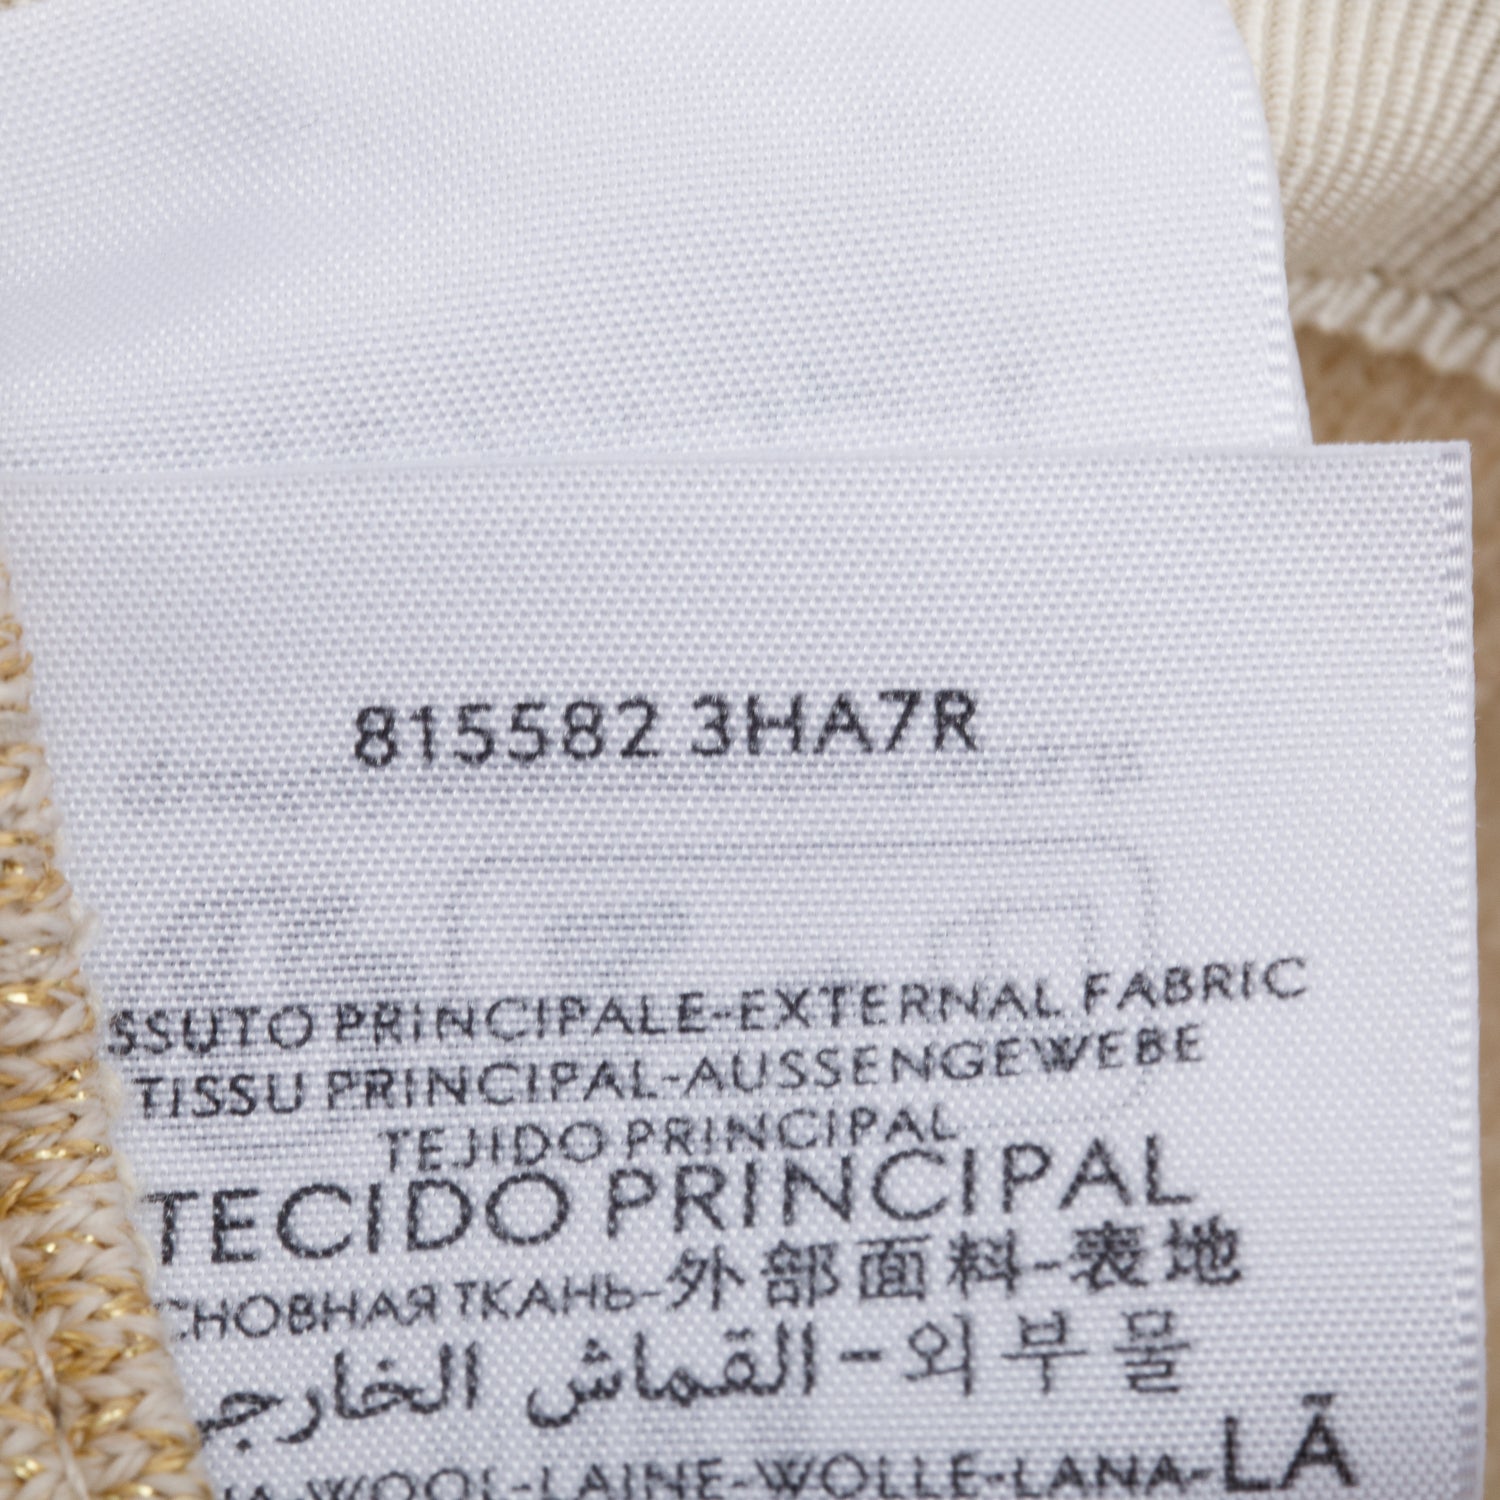 815582 3HA7R
SSUTO PRINCIPALE-EXTERNAL FABRIC
TISSU PRINCIPAL-AUSSENGEWEBE
TEJIDO PRINCIPAL
TECIDO PRINCIPAL
СНОВНАЯ ТКАНЬ-外部面料-表地
외부물-القماش الخارجي
NA-WOOL-LAINE-WOLLE-LANA-LÃ